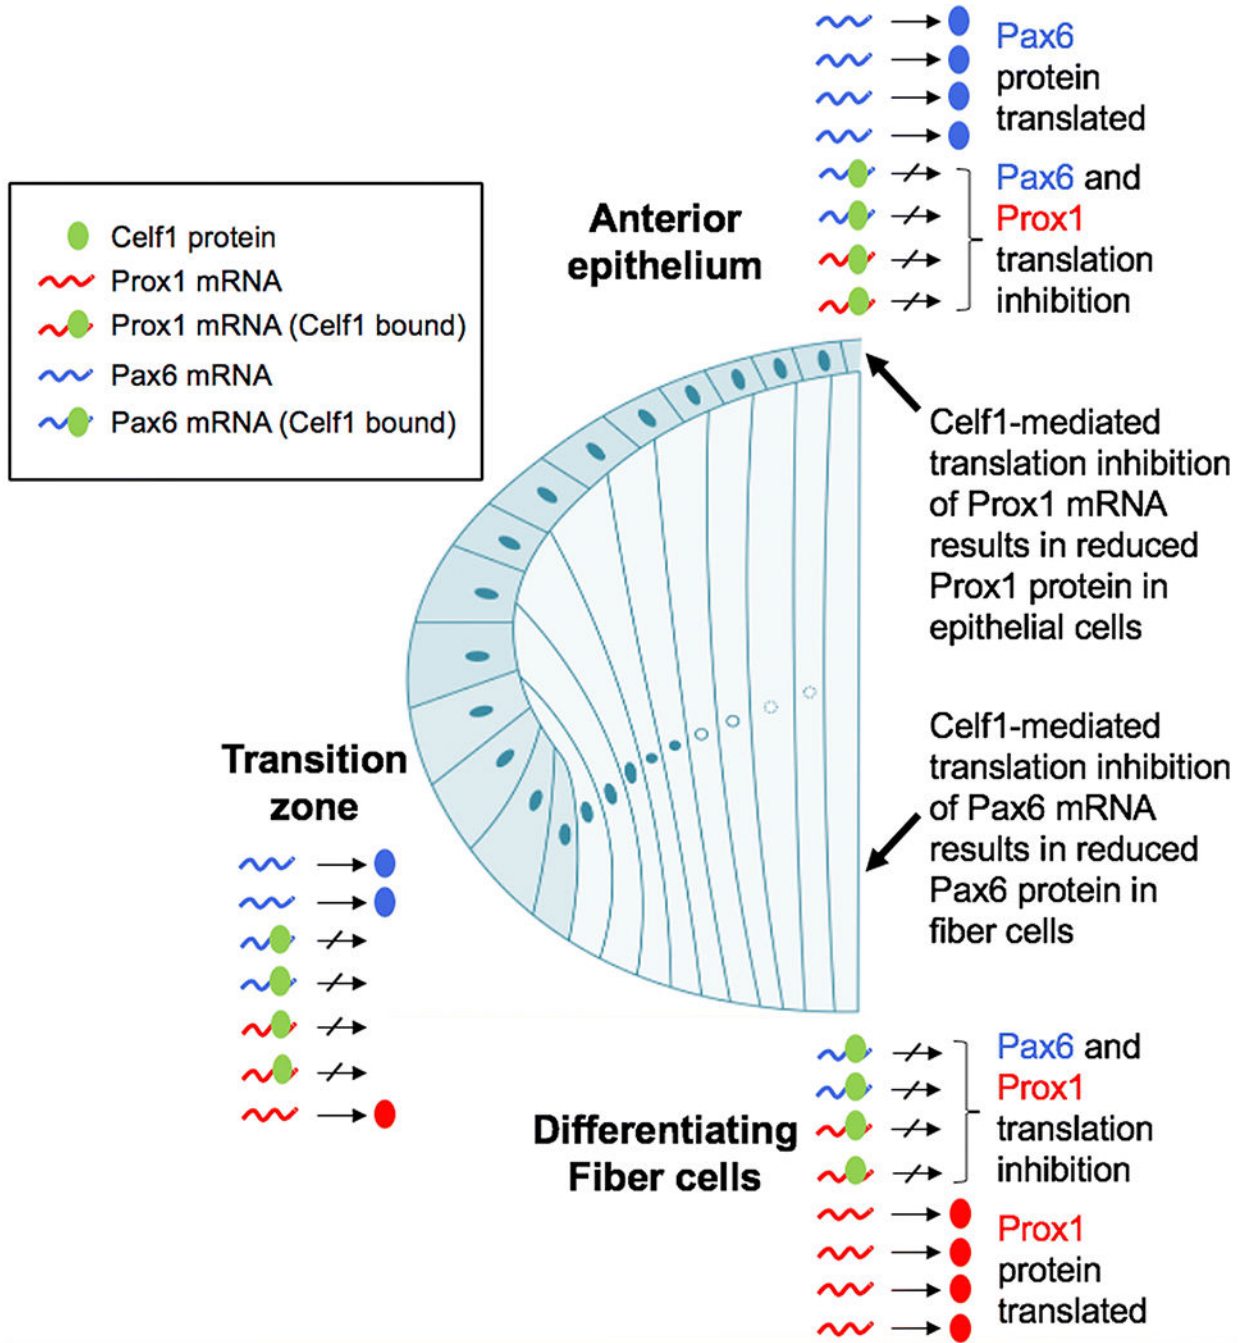 Pax6
protein
translated
Pax6 and
Prox1
translation
inhibition
Anterior
epithelium
Celf1 protein
Prox1 mRNA
Prox1 mRNA (Celf1 bound)
Pax6 mRNA
Pax6 mRNA (Celf1 bound)
Celf1-mediated
translation inhibition
of Prox1 mRNA
results in reduced
Prox1 protein in
epithelial cells
Celf1-mediated
translation inhibition
of Pax6 mRNA
results in reduced
Pax6 protein in
fiber cells
Transition
zone
Pax6 and
Prox1
translation
inhibition
Differentiating
Fiber cells
Prox1
protein
translated